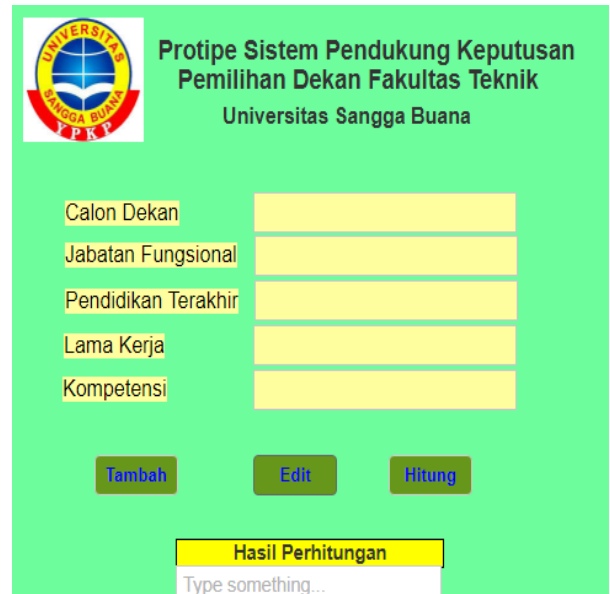 UNIVERSITAS
SANGGA BUANA
YPKP
Protipe Sistem Pendukung Keputusan
Pemilihan Dekan Fakultas Teknik
Universitas Sangga Buana
Calon Dekan
Jabatan Fungsional
Pendidikan Terakhir
Lama Kerja
Kompetensi
Tambah Edit Hitung
Hasil Perhitungan
Type something...